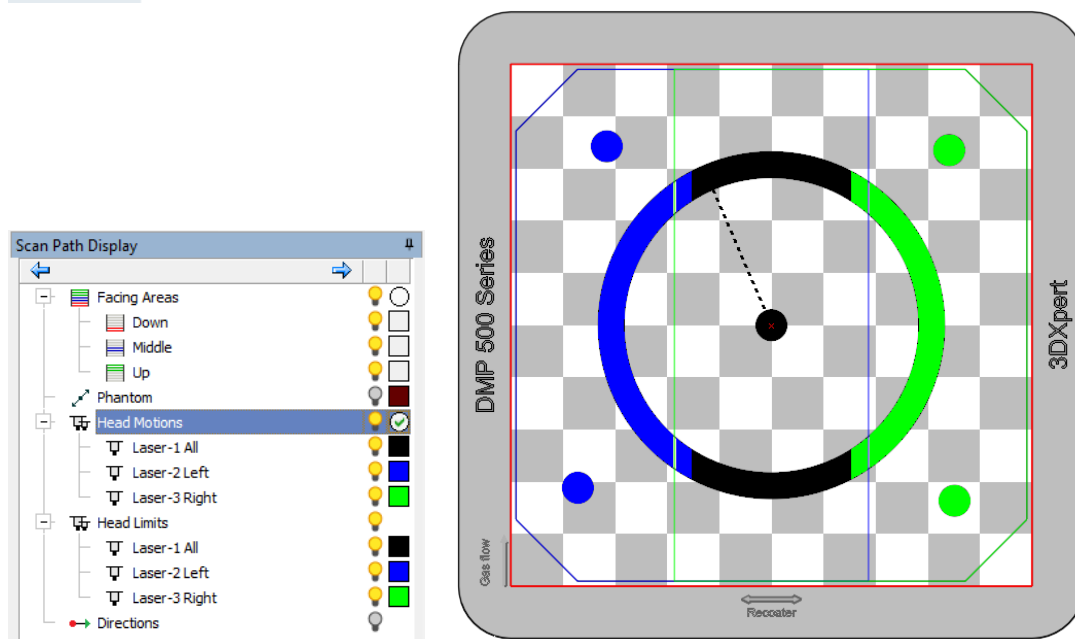 Scan Path Display
Facing Areas
Down
Middle
Up
Phantom
Head Motions
Laser-1 All
Laser-2 Left
Laser-3 Right
Head Limits
Laser-1 All
Laser-2 Left
Laser-3 Right
Directions
DMP 500 Series
Gas flow
Recoater
3DXpert